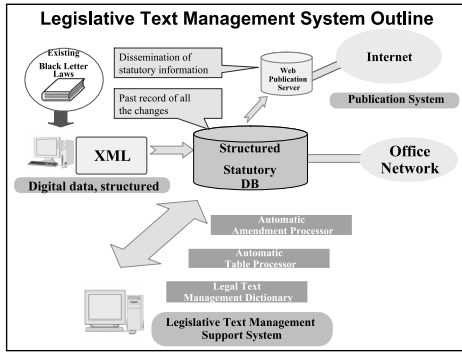 Legislative Text Management System Outline
Existing
Black Letter
Laws
Dissemination of
statutory information
Web
Publication
Server
Internet
Publication System
Past record of all
the changes
XML
Digital data, structured
Structured
Statutory
DB
Office
Network
Automatic
Amendment Processor
Automatic
Table Processor
Legal Text
Management Dictionary
Legislative Text Management
Support System